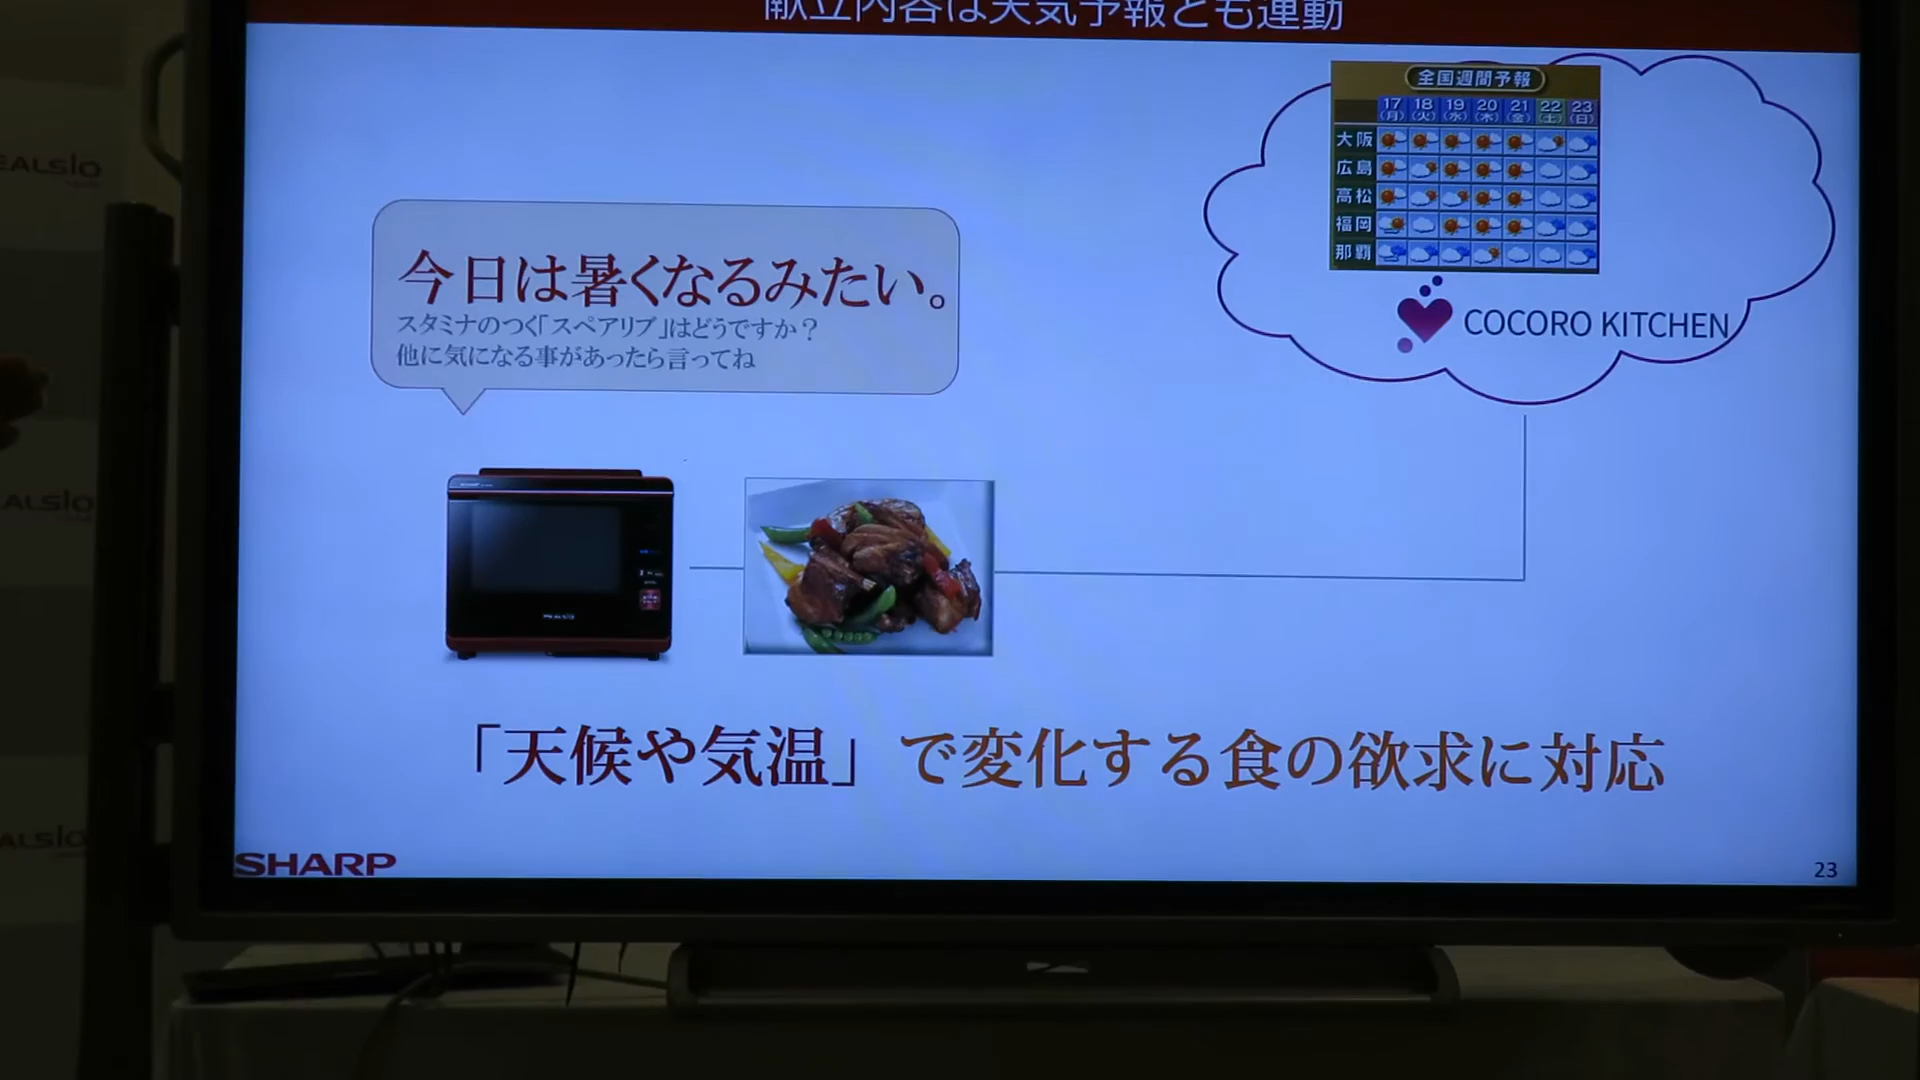 献立内容は天気予報とも連動
全国週間予報
17 18 19 20 21 22 23
(月) (火) (水) (木) (金) (土) (日)
大阪
広島
高松
福岡
那覇
COCORO KITCHEN
今日は暑くなるみたい。
スタミナのつく「スペアリブ」はどうですか?
他に気になる事があったら言ってね
「天候や気温」で変化する食の欲求に対応
SHARP
23
EALSIO
ALSIO
ALSIO